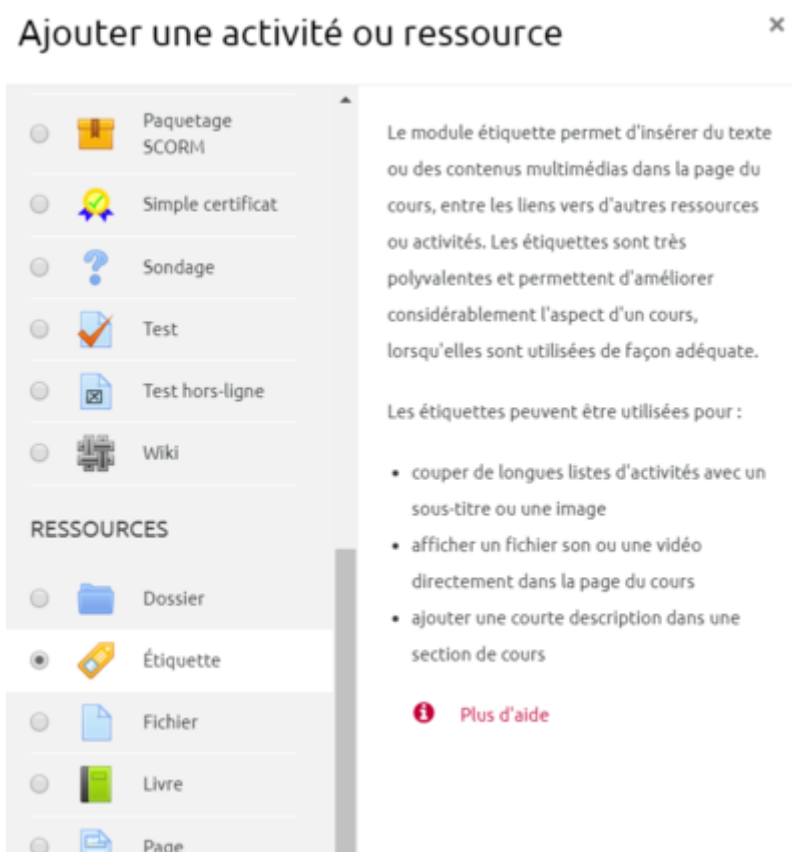 Ajouter une activité ou ressource
×
Paquetage
SCORM
Simple certificat
Sondage
Test
Test hors-ligne
Wiki
RESSOURCES
Dossier
Étiquette
Fichier
Livre
Page
Le module étiquette permet d'insérer du texte
ou des contenus multimédias dans la page du
cours, entre les liens vers d'autres ressources
ou activités. Les étiquettes sont très
polyvalentes et permettent d'améliorer
considérablement l'aspect d'un cours,
lorsqu'elles sont utilisées de façon adéquate.
Les étiquettes peuvent être utilisées pour :
• couper de longues listes d'activités avec un
sous-titre ou une image
• afficher un fichier son ou une vidéo
directement dans la page du cours
• ajouter une courte description dans une
section de cours
Plus d'aide